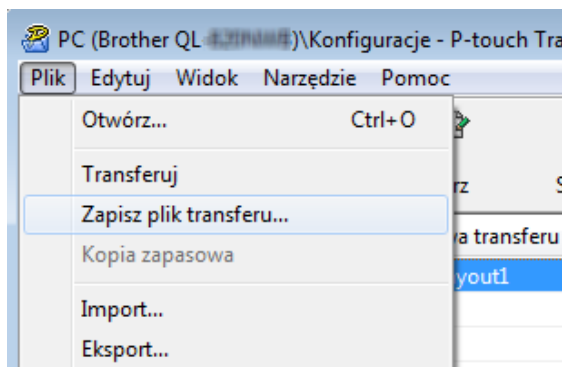 PC (Brother QL )\Konfiguracje - P-touch Tra
Plik Edytuj Widok Narzędzie Pomoc
Otwórz... Ctrl+O
Transferuj
rz S
Zapisz plik transferu...
va transferu
Kopia zapasowa
yout1
Import...
Eksport...